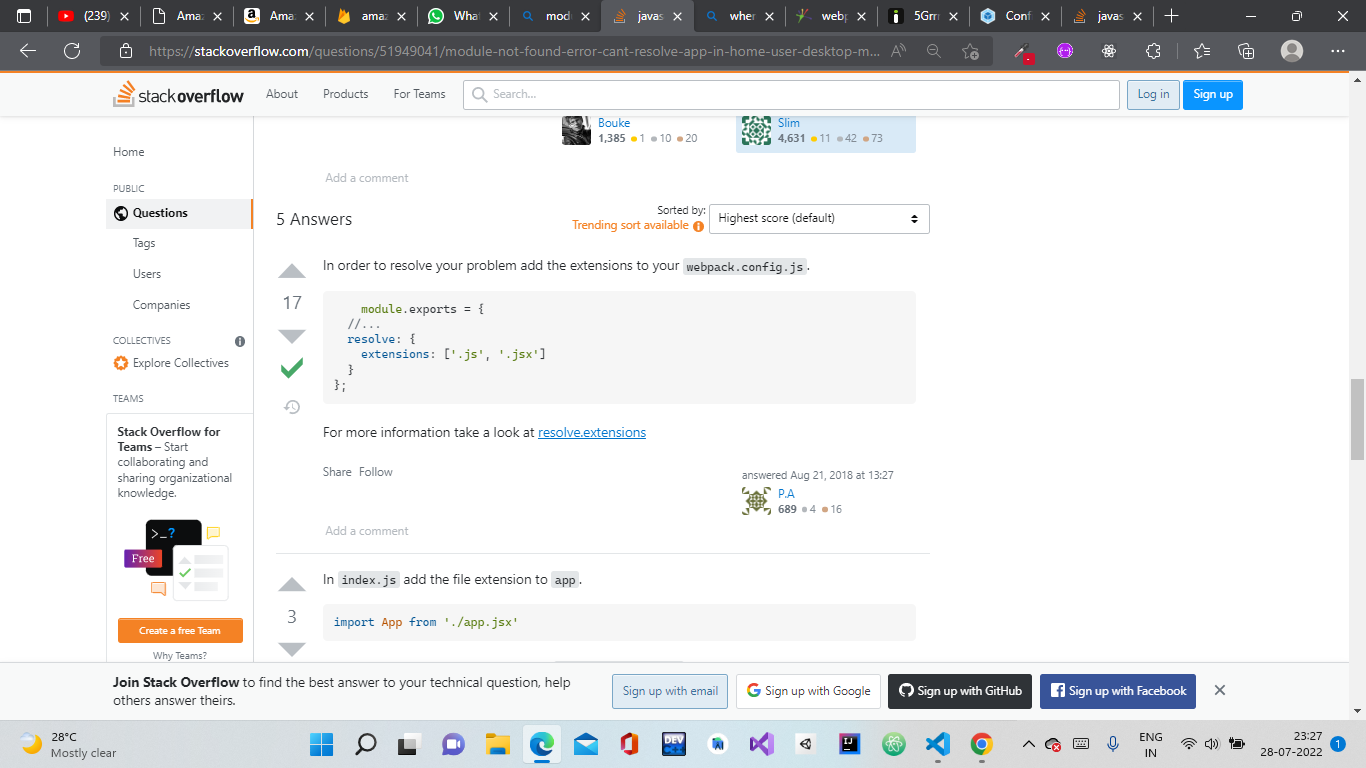 (239)
Amaz
Amaz
amaz
What
modu
javas
wher
webp
5Grrr
Confi
javas
https://stackoverflow.com/questions/51949041/module-not-found-error-cant-resolve-app-in-home-user-desktop-m...
stackoverflow
About
Products
For Teams
Search...
Log in
Sign up
Home
PUBLIC
Questions
Tags
Users
Companies
COLLECTIVES
Explore Collectives
TEAMS
Stack Overflow for
Teams – Start
collaborating and
sharing organizational
knowledge.
>_?
Free
Create a free Team
Why Teams?
Bouke
1,385 1 10 20
Slim
4,631 11 42 73
Add a comment
5 Answers
Sorted by:
Trending sort available
Highest score (default)
In order to resolve your problem add the extensions to your webpack.config.js.
17
module.exports = {
//...
resolve: {
extensions: ['.js', '.jsx']
}
};
For more information take a look at resolve.extensions
Share Follow
answered Aug 21, 2018 at 13:27
P.A
689 4 16
Add a comment
In index.js add the file extension to app.
3
import App from './app.jsx'
Join Stack Overflow to find the best answer to your technical question, help
others answer theirs.
Sign up with email
Sign up with Google
Sign up with GitHub
Sign up with Facebook
28°C
Mostly clear
DEV
C++
IJ
ENG
IN
23:27
28-07-2022
1